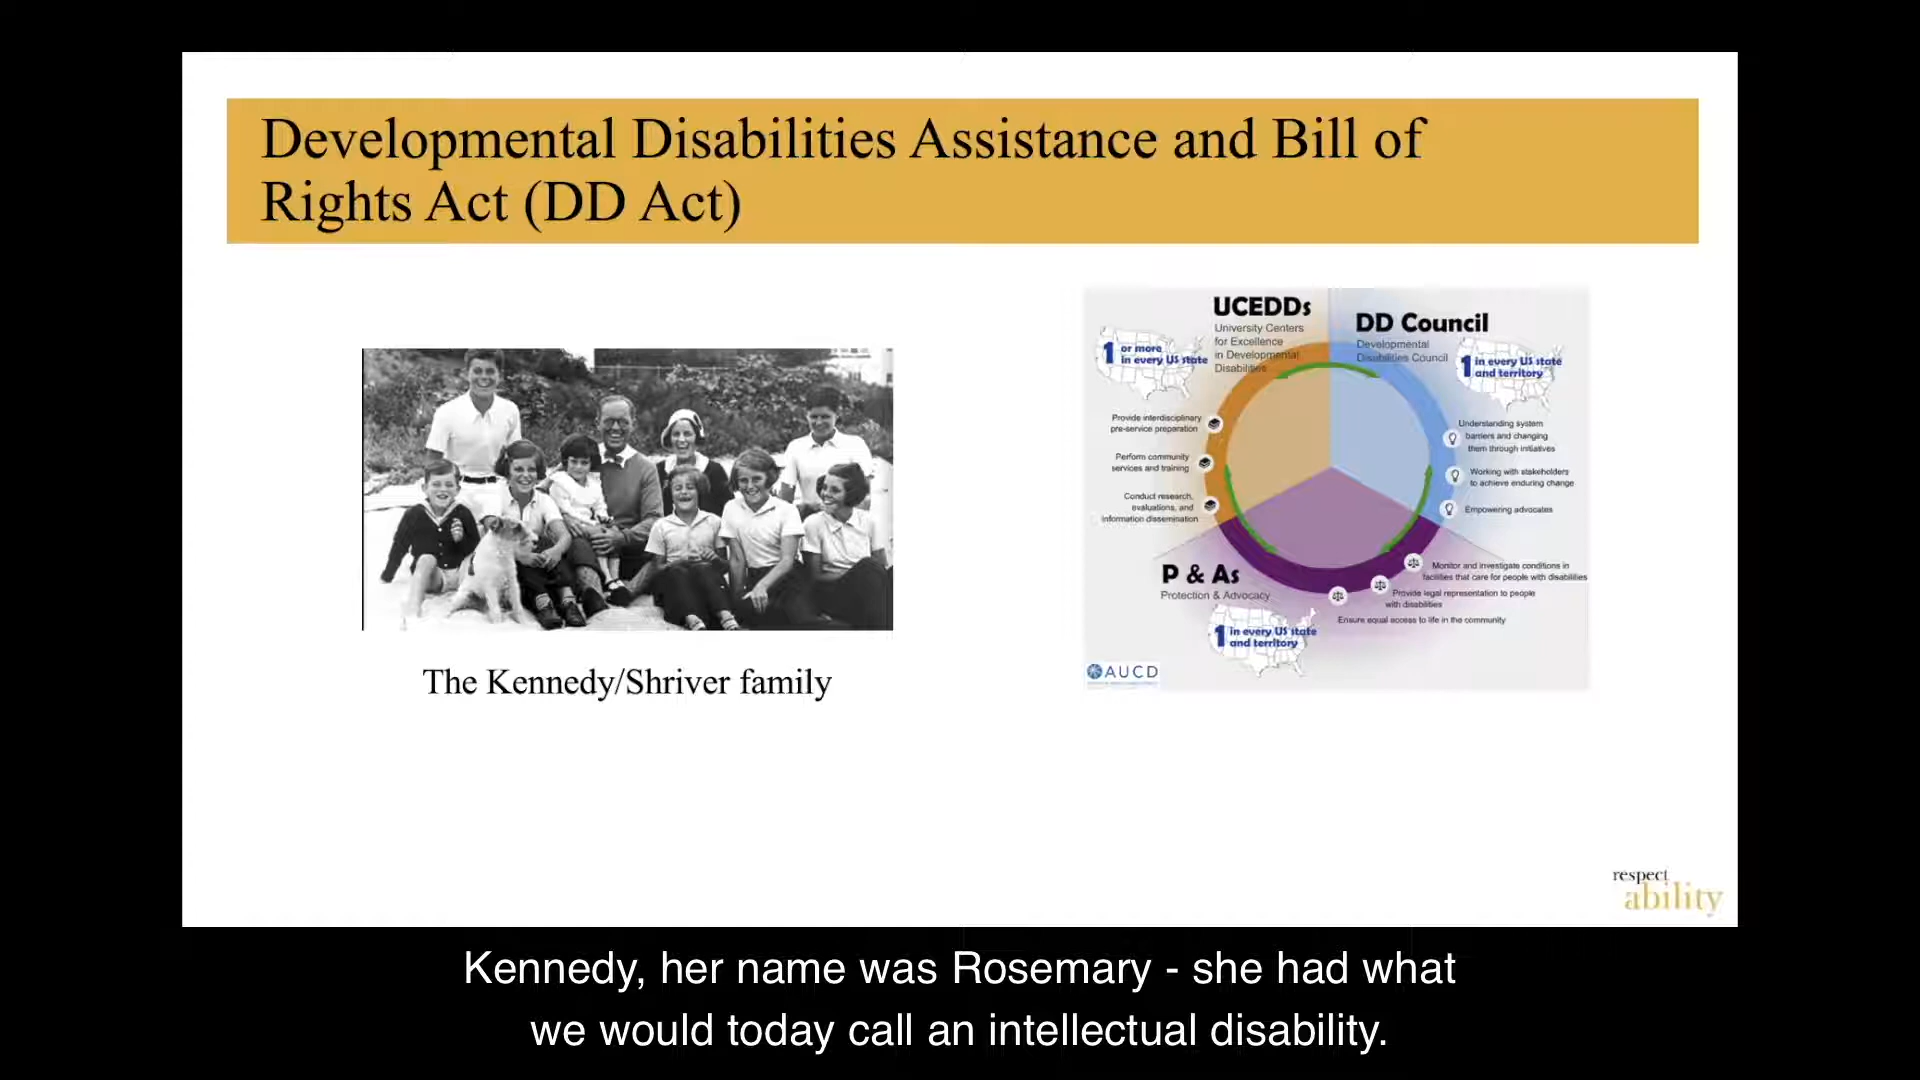 Developmental Disabilities Assistance and Bill of
Rights Act (DD Act)
The Kennedy/Shriver family
UCEDDs
University Centers
for Excellence
in Developmental
Disabilities
1 or more
in every US state
Provide interdisciplinary
pre-service preparation
Perform community
services and training
Conduct research,
evaluations, and
information dissemination
DD Council
Developmental
Disabilities Council
1 in every US state
and territory
Understanding system
barriers and changing
them through initiatives
Working with stakeholders
to achieve enduring change
Empowering advocates
P & As
Protection & Advocacy
1 in every US state
and territory
Monitor and investigate conditions in
facilities that care for people with disabilities
Provide legal representation to people
with disabilities
Ensure equal access to life in the community
AUCD
respect
ability
Kennedy, her name was Rosemary - she had what
we would today call an intellectual disability.